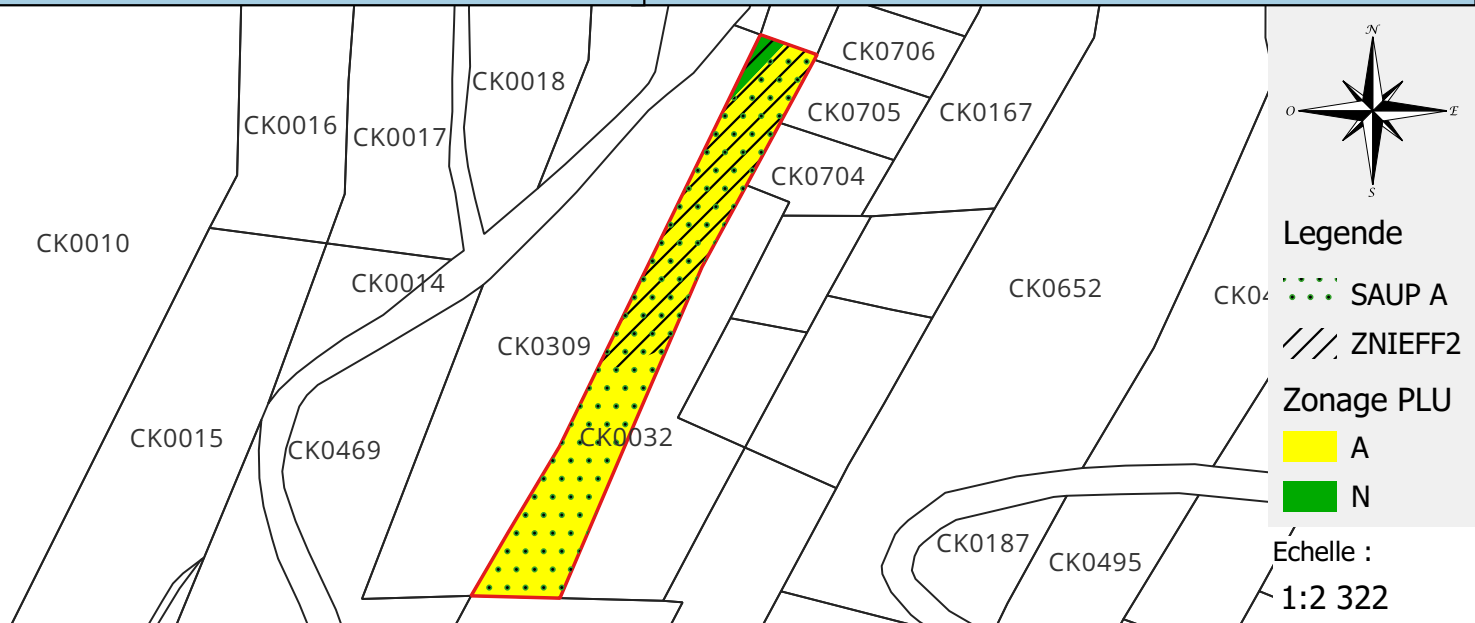 CK0706
CK0018
CK0705
CK0167
CK0016
CK0017
CK0704
CK0010
CK0014
CK0652
CK04
CK0309
CK0015
CK0469
CK0032
CK0187
CK0495
N
O
E
S
Legende
SAUP A
ZNIEFF2
Zonage PLU
A
N
Echelle :
1:2 322